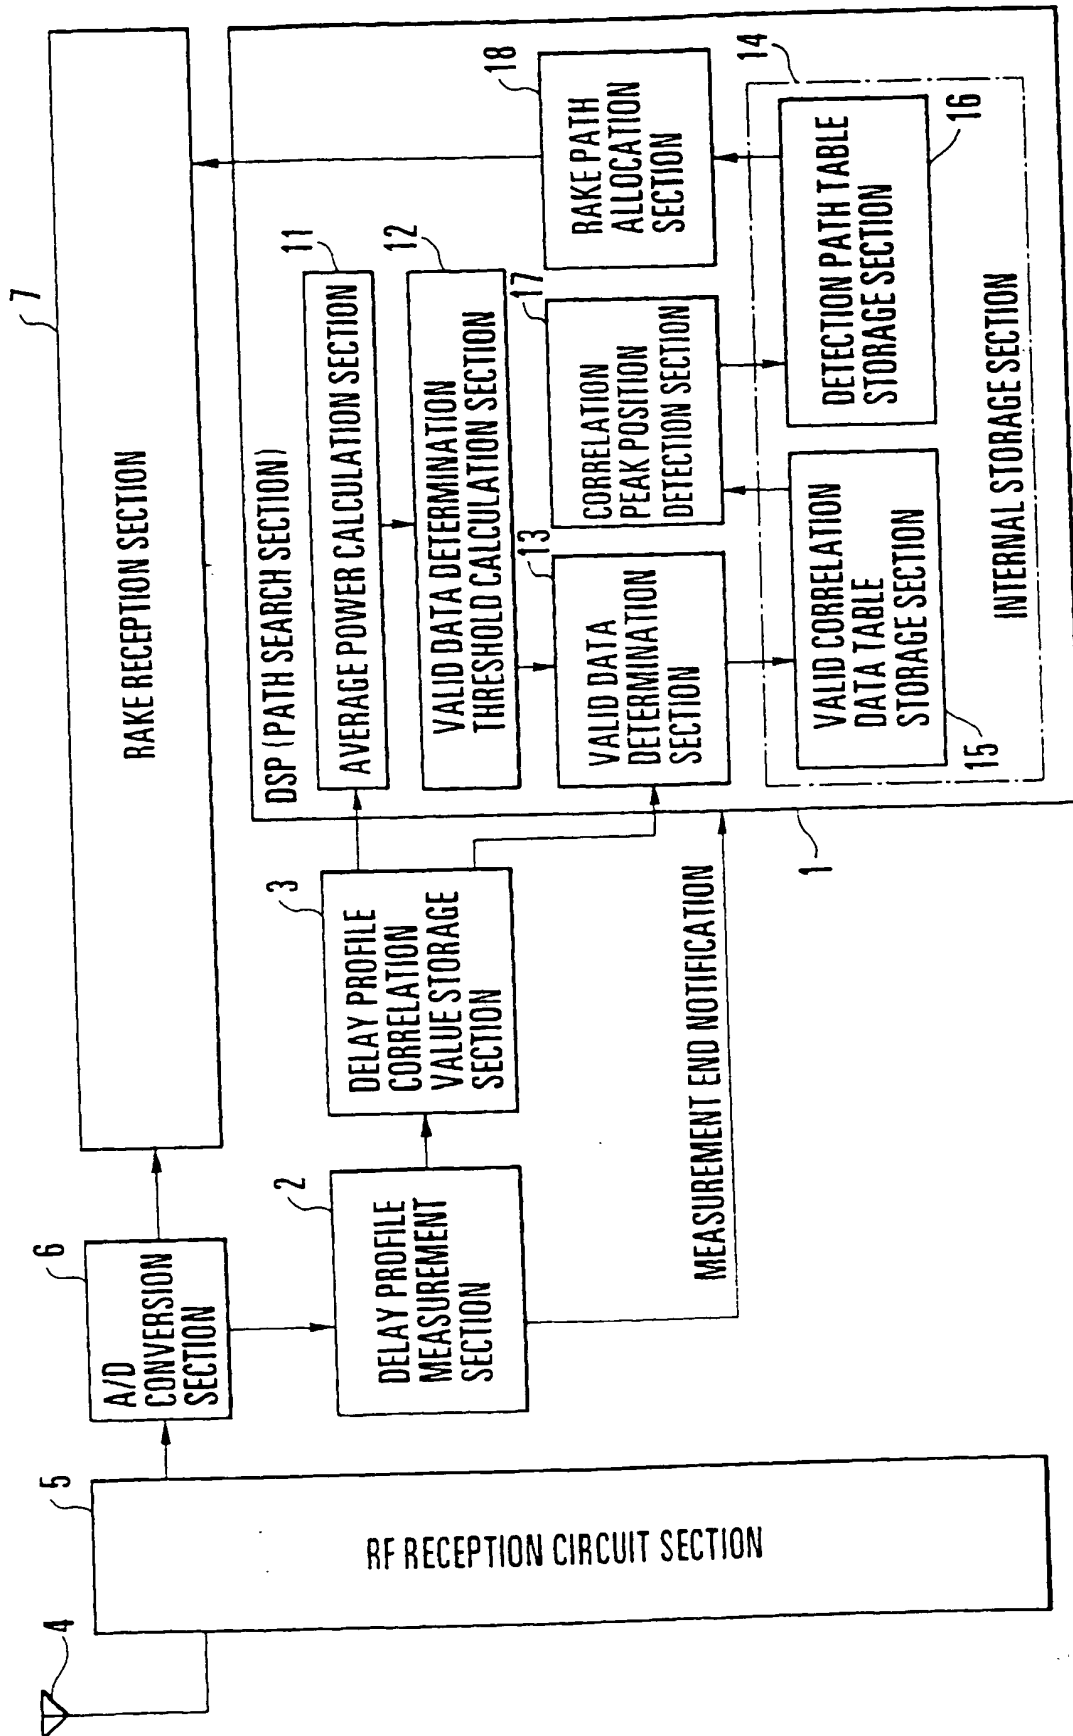 4
5
RF RECEPTION CIRCUIT SECTION
6
A/D
CONVERSION
SECTION
7
RAKE RECEPTION SECTION
2
DELAY PROFILE
MEASUREMENT
SECTION
3
DELAY PROFILE
CORRELATION
VALUE STORAGE
SECTION
MEASUREMENT END NOTIFICATION
1
DSP (PATH SEARCH SECTION)
11
AVERAGE POWER CALCULATION SECTION
12
VALID DATA DETERMINATION
THRESHOLD CALCULATION SECTION
13
VALID DATA
DETERMINATION
SECTION
17
CORRELATION
PEAK POSITION
DETECTION SECTION
18
RAKE PATH
ALLOCATION
SECTION
14
15
VALID CORRELATION
DATA TABLE
STORAGE SECTION
16
DETECTION PATH TABLE
STORAGE SECTION
INTERNAL STORAGE SECTION